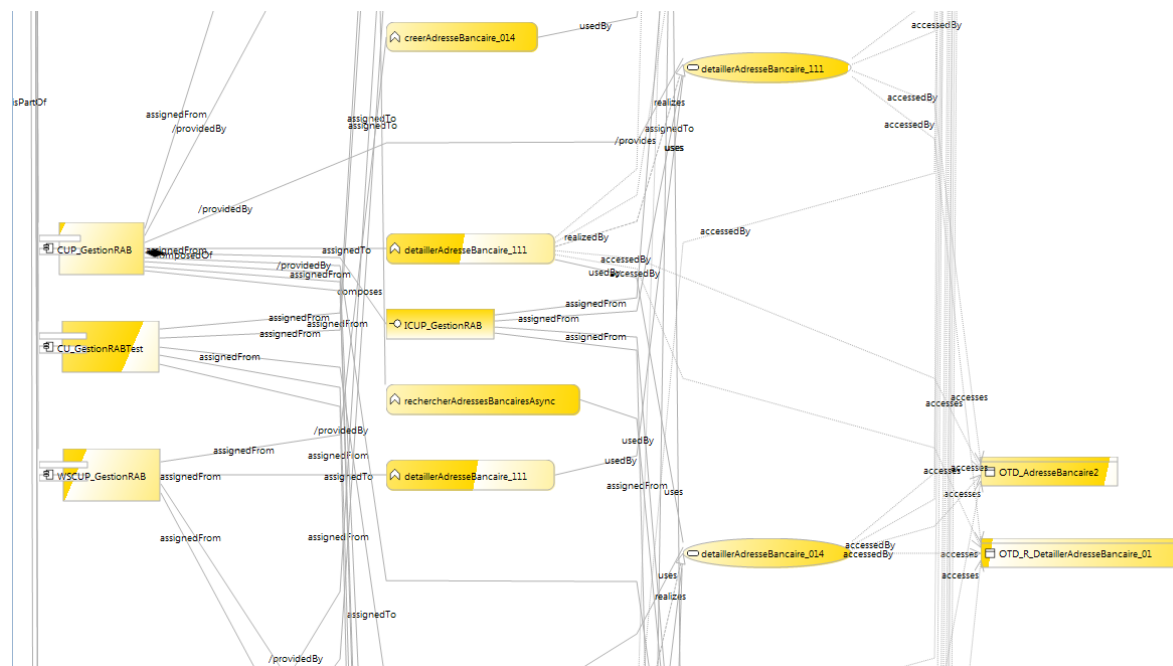 usedBy
accessedBy
creerAdresseBancaire_014
detaillerAdresseBancaire_111
isPartOf
realizes
accessedBy
assignedFrom
assignedTo
assignedTo
/providedBy
assignedTo
accessedBy
/provides
uses
/providedBy
accessedBy
realizedBy
CUP_GestionRAB
assignedFrom
composedOf
assignedTo
detaillerAdresseBancaire_111
accessedBy
/providedBy
assignedFrom
usedBy
accessedBy
composes
assignedFrom
assignedFrom
assignedFrom
assignedFrom
ICUP_GestionRAB
assignedFrom
assignedFrom
assignedFrom
CU_GestionRABTest
assignedFrom
accesses
accesses
rechercherAdressesBancairesAsync
/providedBy
usedBy
assignedFrom
assignedFrom
usedBy
accesses
accesses
OTD_AdresseBancaire2
WSCUP_GestionRAB
assignedFrom
assignedTo
detaillerAdresseBancaire_111
assignedFrom
uses
accesses
assignedFrom
assignedFrom
accessedBy
detaillerAdresseBancaire_014
accessedBy
accesses
OTD_R_DetaillerAdresseBancaire_01
uses
accesses
realizes
assignedTo
/providedBy